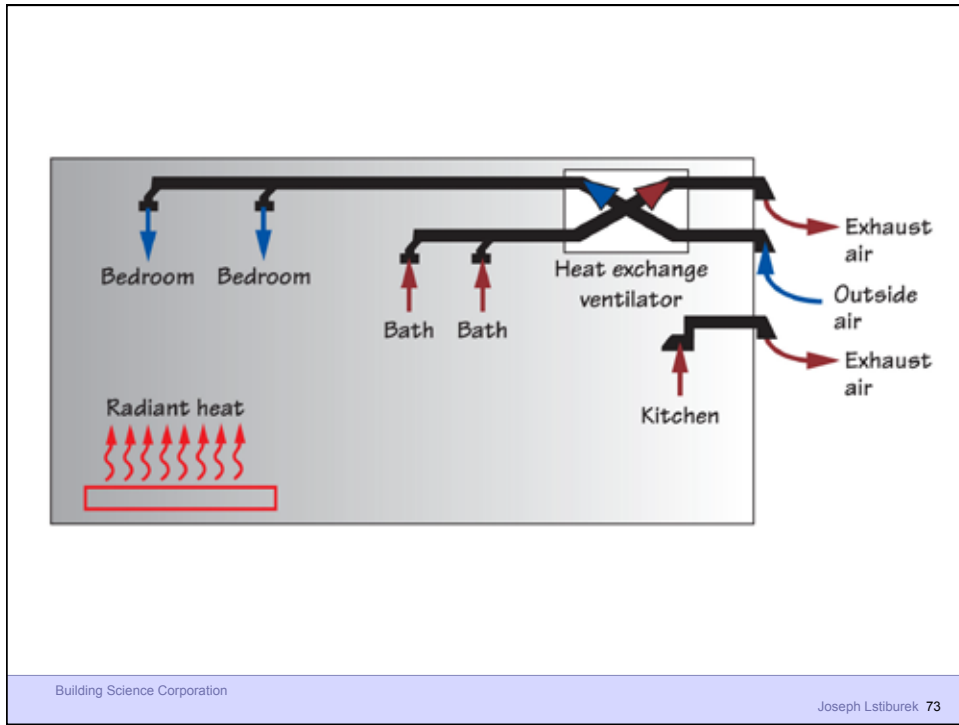 Exhaust
air
Bedroom Bedroom
Heat exchange
ventilator
Outside
air
Bath Bath
Exhaust
air
Kitchen
Radiant heat
Building Science Corporation
Joseph Lstiburek 73